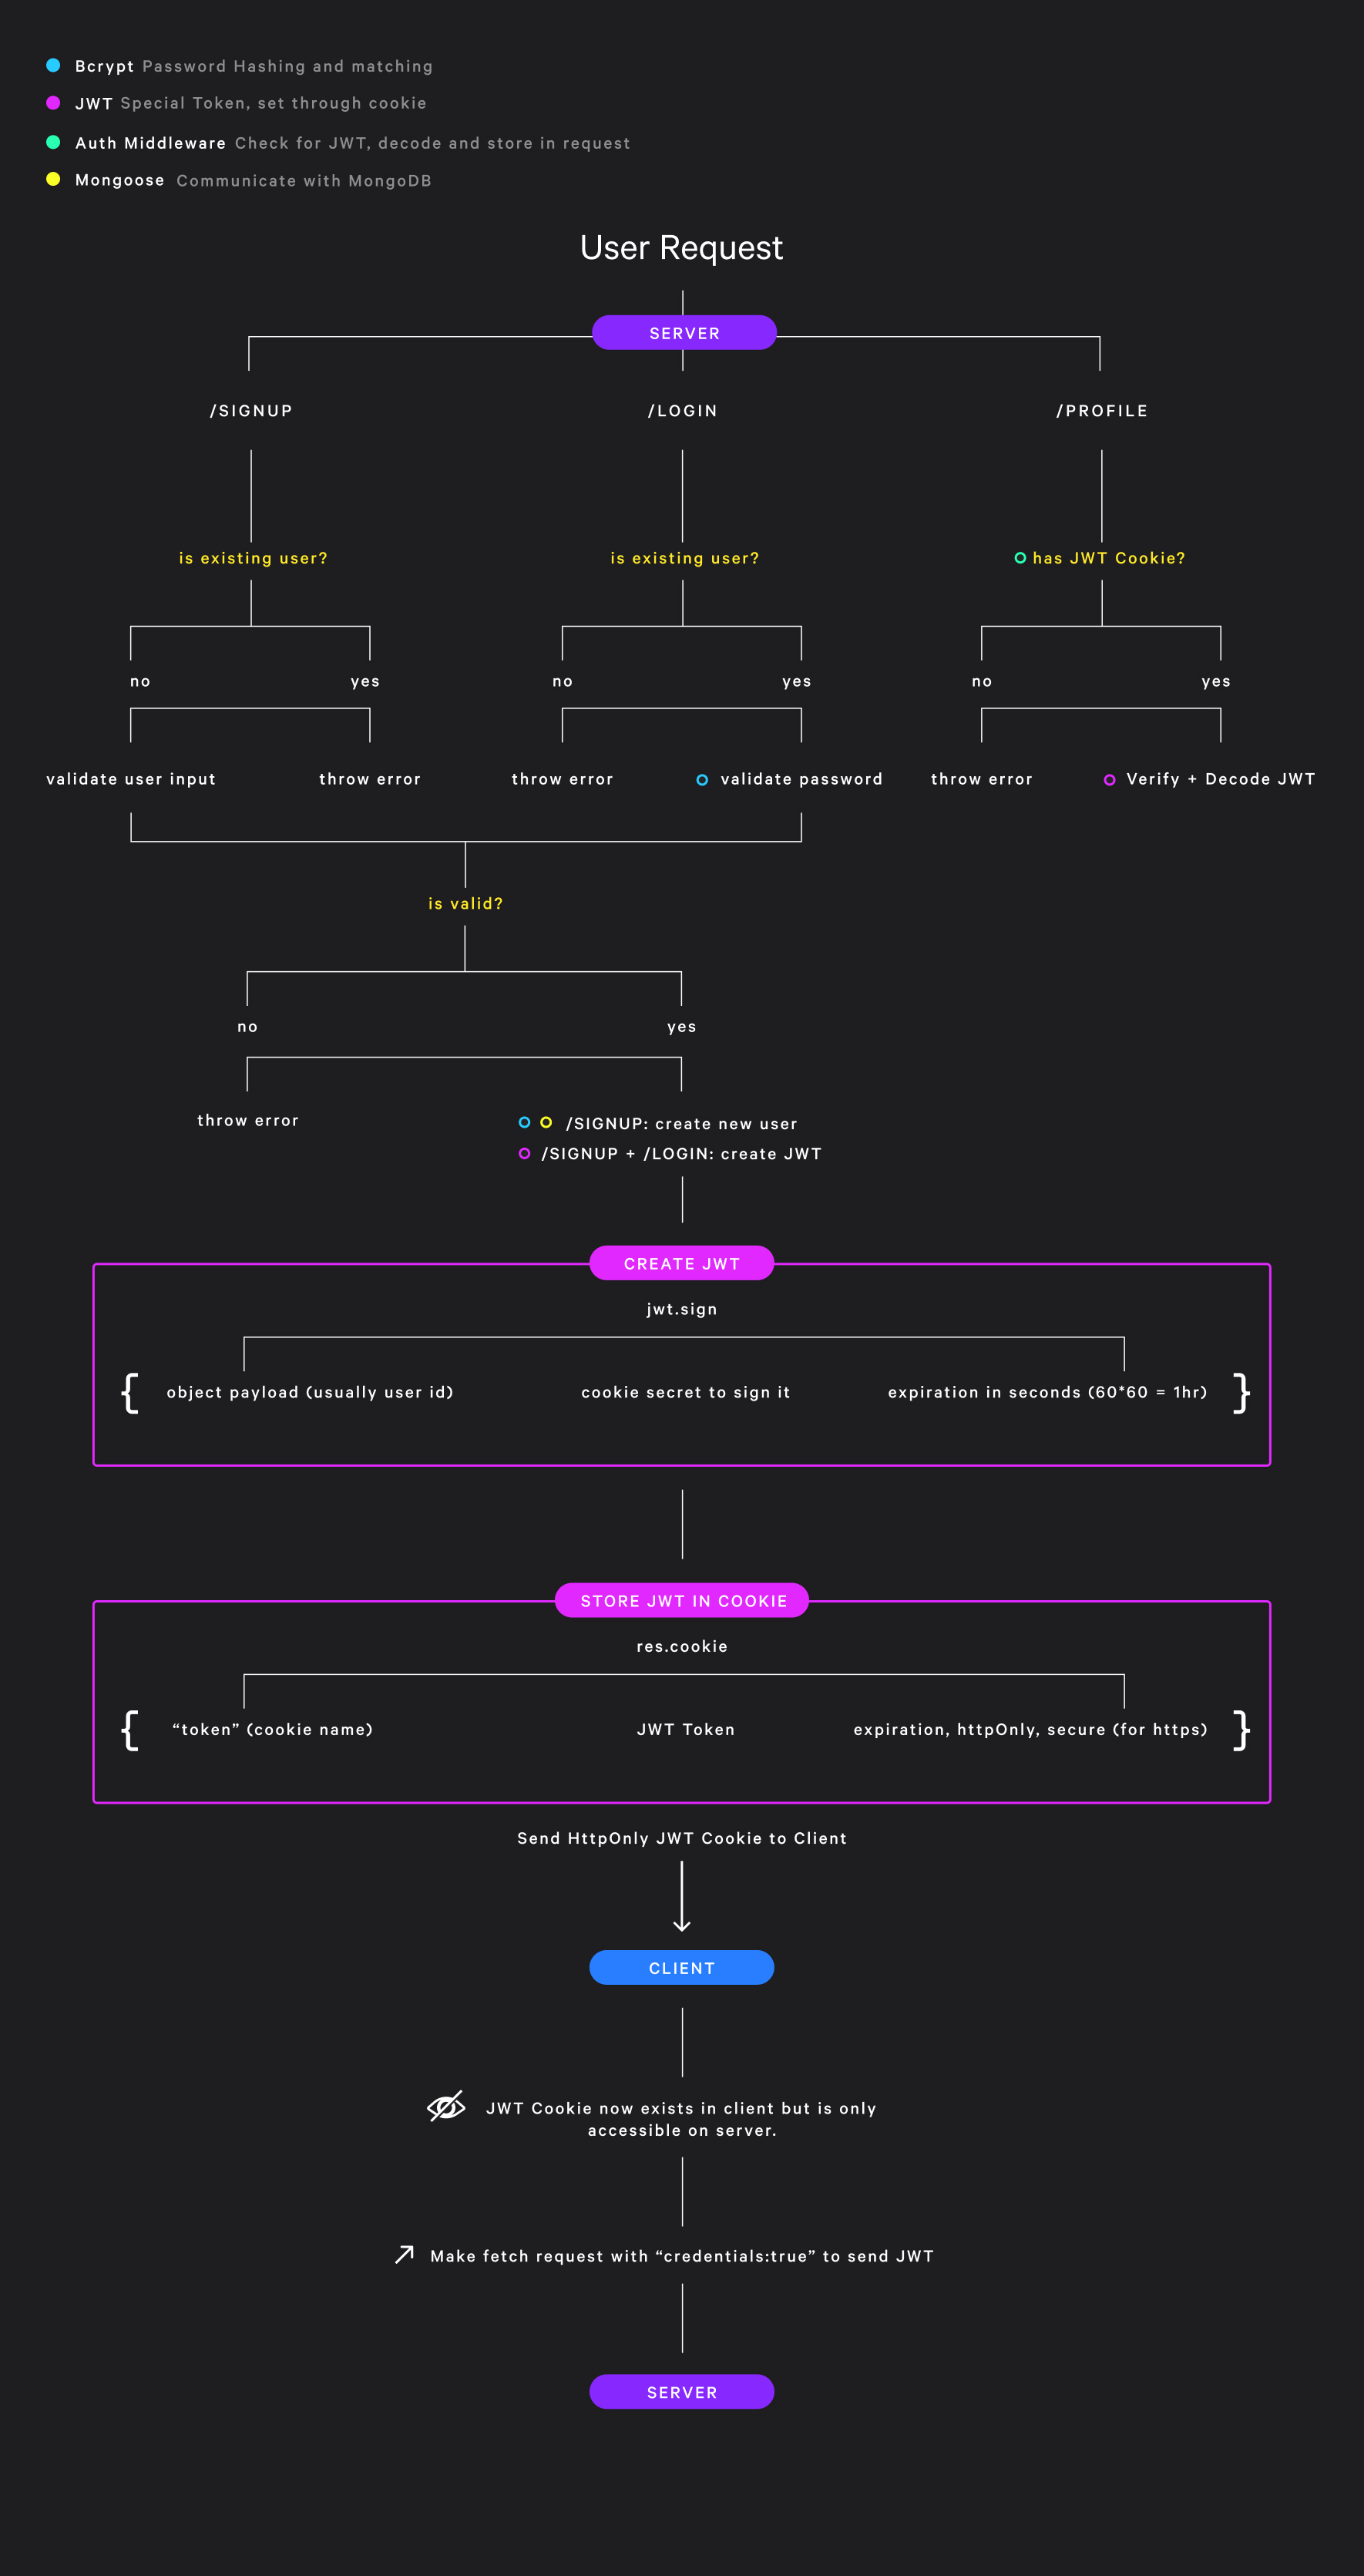 Bcrypt Password Hashing and matching
JWT Special Token, set through cookie
Auth Middleware Check for JWT, decode and store in request
Mongoose Communicate with MongoDB
User Request
SERVER
/SIGNUP /LOGIN /PROFILE
is existing user? is existing user? has JWT Cookie?
no yes no yes no yes
validate user input throw error throw error validate password throw error Verify + Decode JWT
is valid?
no yes
throw error
/SIGNUP: create new user
/SIGNUP + /LOGIN: create JWT
CREATE JWT
jwt.sign
{ object payload (usually user id) cookie secret to sign it expiration in seconds (60*60 = 1hr) }
STORE JWT IN COOKIE
res.cookie
{ “token” (cookie name) JWT Token expiration, httpOnly, secure (for https) }
Send HttpOnly JWT Cookie to Client
CLIENT
JWT Cookie now exists in client but is only
accessible on server.
Make fetch request with “credentials:true” to send JWT
SERVER